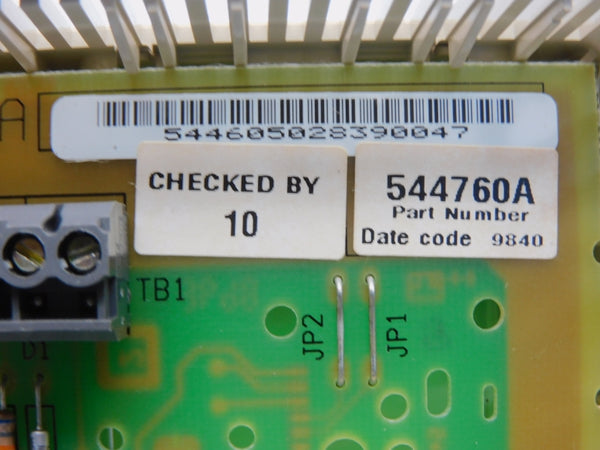 A
544605028390047
CHECKED BY
10
544760A
Part Number
Date code 9840
TB1
D1
JP2
JP1